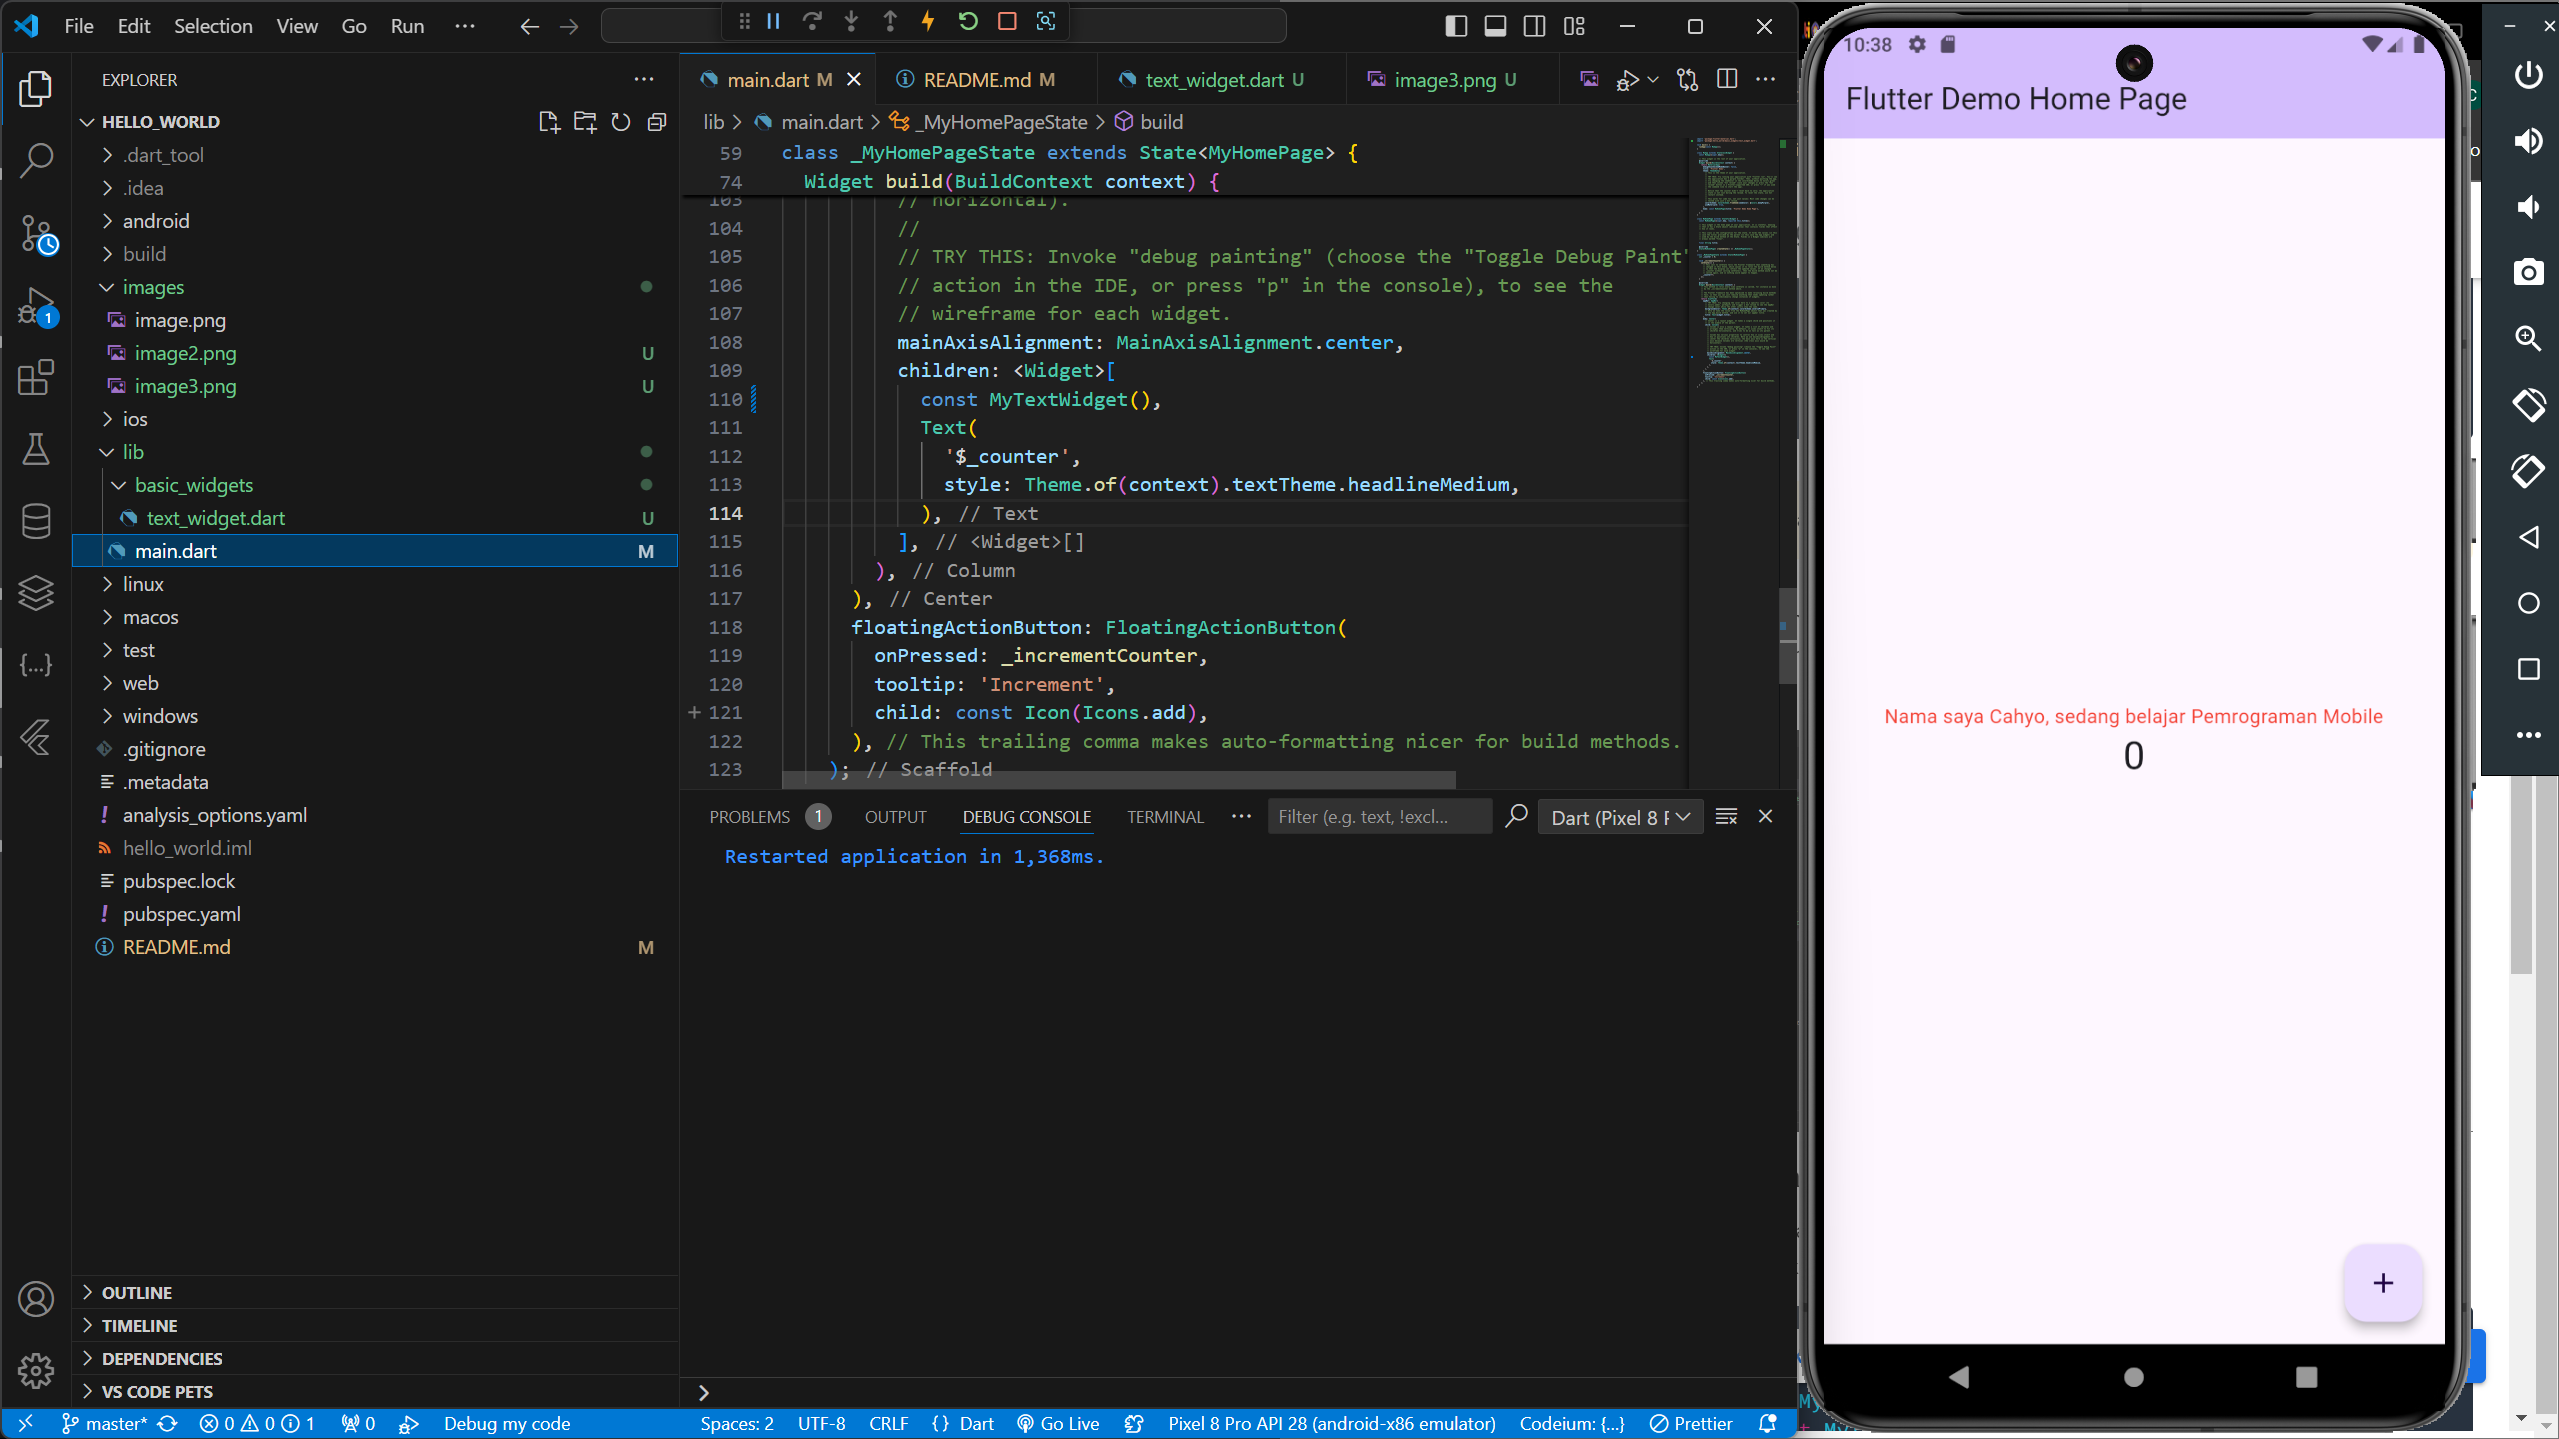 File Edit Selection View Go Run
EXPLORER
HELLO_WORLD
.dart_tool
.idea
android
build
images
image.png
image2.png U
image3.png U
ios
lib
basic_widgets
text_widget.dart U
main.dart M
linux
macos
test
web
windows
.gitignore
.metadata
analysis_options.yaml
hello_world.iml
pubspec.lock
pubspec.yaml
README.md M
OUTLINE
TIMELINE
DEPENDENCIES
VS CODE PETS
1
main.dart M README.md M text_widget.dart U image3.png U
lib > main.dart > _MyHomePageState > build
59 class _MyHomePageState extends State<MyHomePage> {
74 Widget build(BuildContext context) {
103 // horizontal).
104 //
105 // TRY THIS: Invoke "debug painting" (choose the "Toggle Debug Paint"
106 // action in the IDE, or press "p" in the console), to see the
107 // wireframe for each widget.
108 mainAxisAlignment: MainAxisAlignment.center,
109 children: <Widget>[
110 const MyTextWidget(),
111 Text(
112 '$_counter',
113 style: Theme.of(context).textTheme.headlineMedium,
114 ), // Text
115 ], // <Widget>[]
116 ), // Column
117 ), // Center
118 floatingActionButton: FloatingActionButton(
119 onPressed: _incrementCounter,
120 tooltip: 'Increment',
121 child: const Icon(Icons.add),
122 ), // This trailing comma makes auto-formatting nicer for build methods.
123 ); // Scaffold
PROBLEMS 1 OUTPUT DEBUG CONSOLE TERMINAL Filter (e.g. text, !excl... Dart (Pixel 8 F
Restarted application in 1,368ms.
master* 0 0 1 0 Debug my code Spaces: 2 UTF-8 CRLF {} Dart Go Live Pixel 8 Pro API 28 (android-x86 emulator) Codeium: {...} Prettier
10:38
Flutter Demo Home Page
Nama saya Cahyo, sedang belajar Pemrograman Mobile
0
+